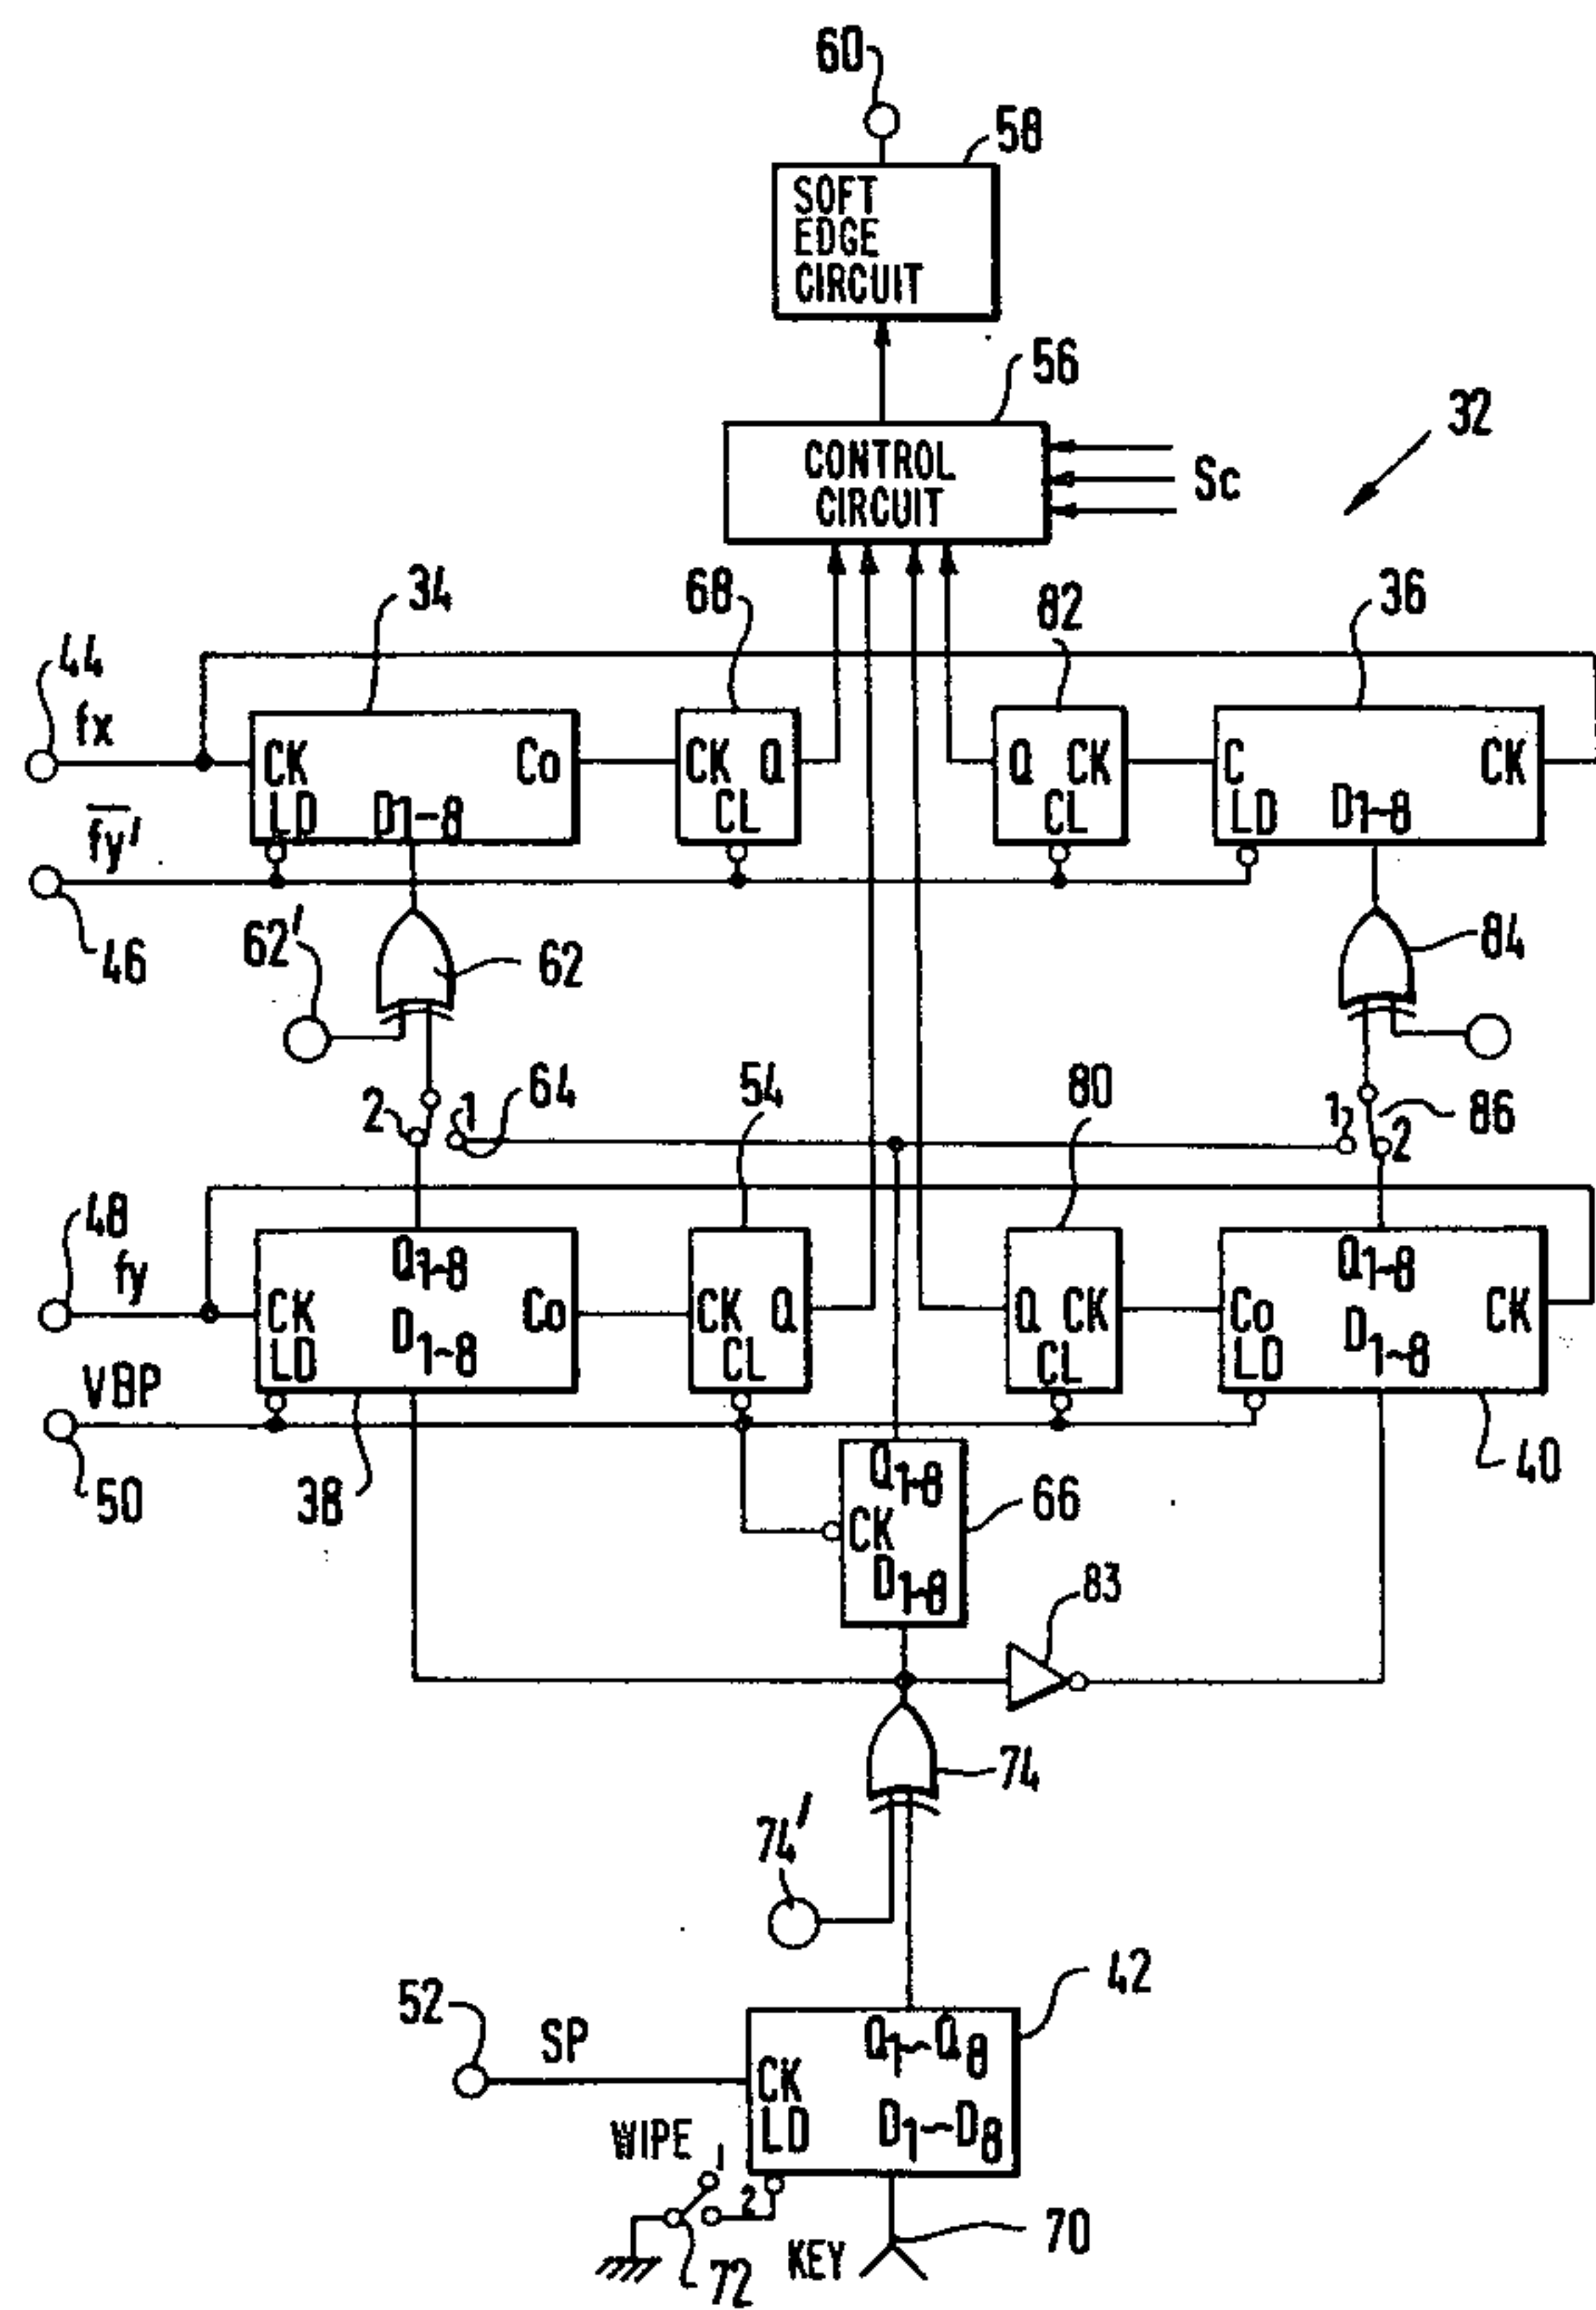 60
58
SOFT
EDGE
CIRCUIT
56
32
CONTROL
CIRCUIT
Sc
34
68
82
36
44
fx
CK
Co
CK Q
Q CK
C
CK
LD
D1~8
CL
CL
LD
D1~8
fy'
46
62'
62
84
2
1
64
54
80
1
2
86
48
fy
Q1~8
Q1~8
CK
Co
CK Q
Q CK
Co
CK
LD
D1~8
CL
CL
LD
D1~8
VBP
50
38
Q1~8
66
40
CK
D1~8
83
74
74'
42
52
SP
Q1~Q8
CK
LD
D1~D8
WIPE
1
2
72
KEY
70